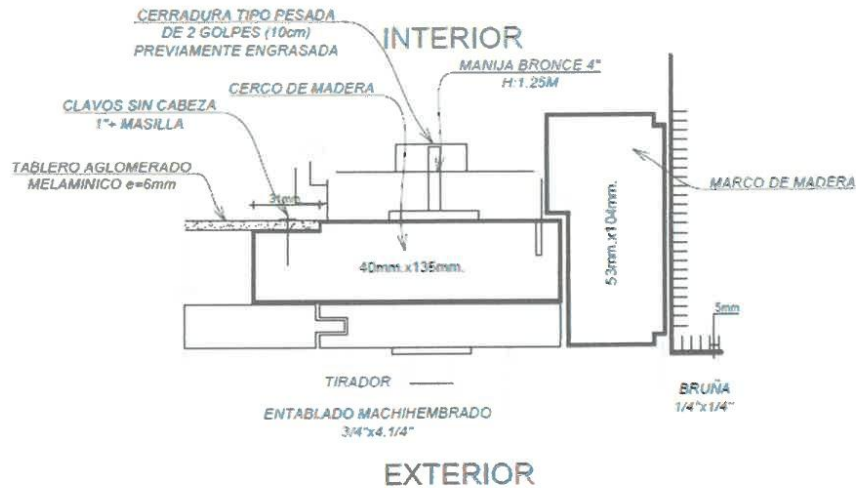 CERRADURA TIPO PESADA
DE 2 GOLPES (10cm)
PREVIAMENTE ENGRASADA
INTERIOR
MANIJA BRONCE 4"
H:1.25M
CERCO DE MADERA
CLAVOS SIN CABEZA
1"+ MASILLA
TABLERO AGLOMERADO
MELAMINICO e=6mm
31mm
MARCO DE MADERA
53mm.x104mm.
40mm.x135mm.
5mm
TIRADOR
BRUÑA
1/4"x1/4"
ENTABLADO MACHIHEMBRADO
3/4"x4.1/4"
EXTERIOR